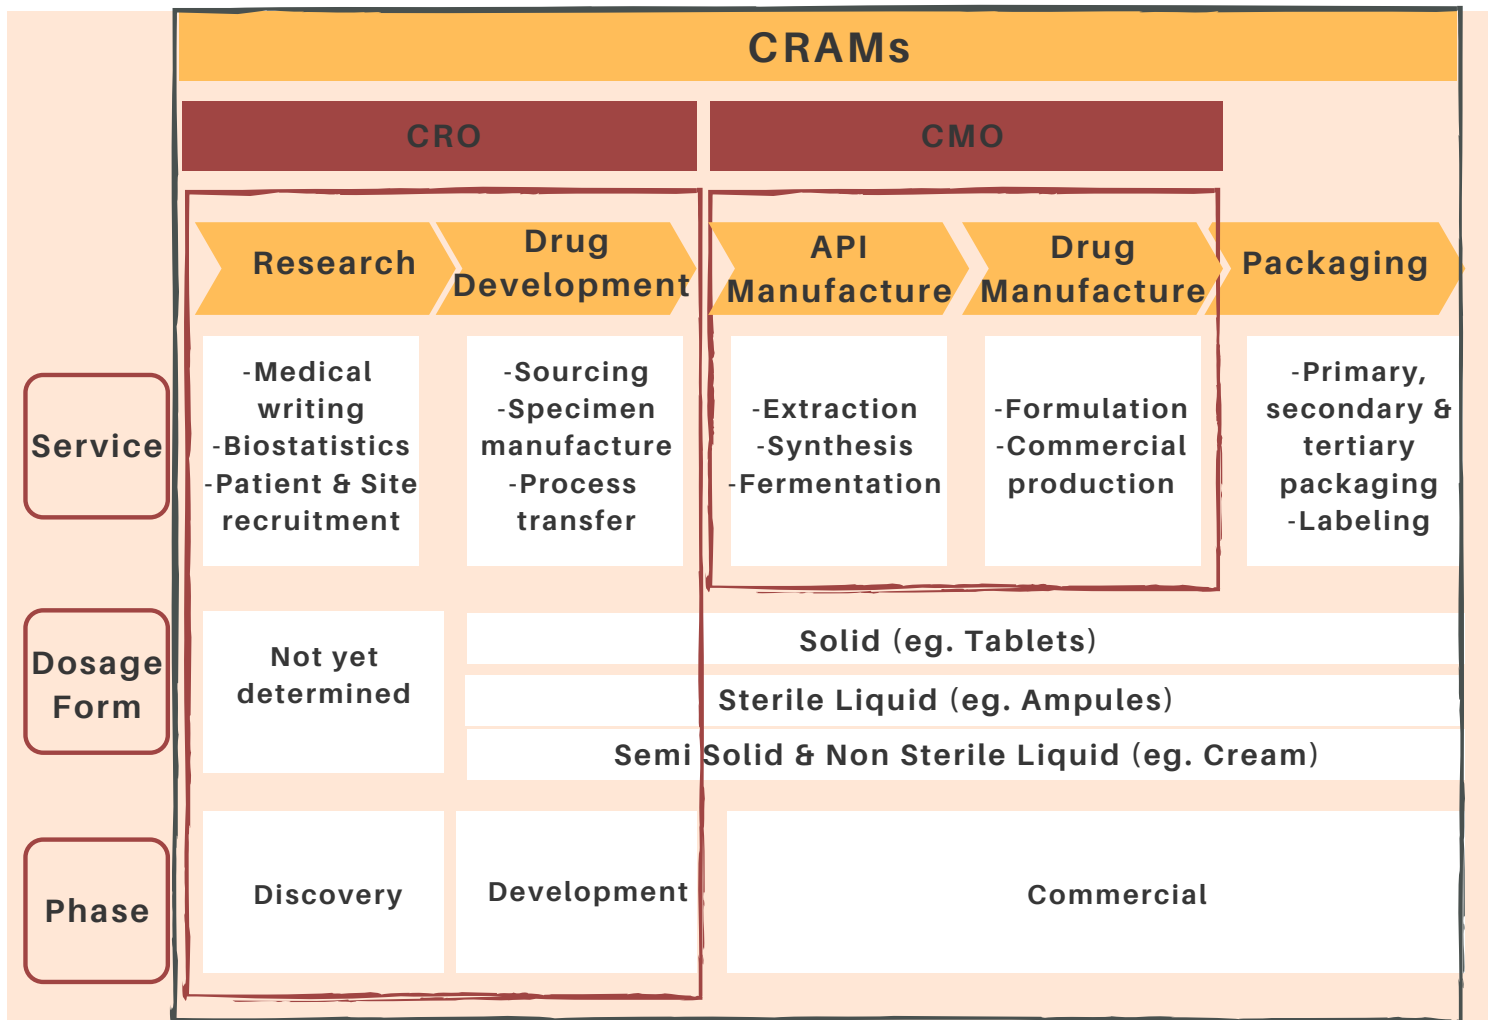 CRAMs
CRO
CMO
Research
Drug
Development
API
Manufacture
Drug
Manufacture
Packaging
Service
-Medical
writing
-Biostatistics
-Patient & Site
recruitment
-Sourcing
-Specimen
manufacture
-Process
transfer
-Extraction
-Synthesis
-Fermentation
-Formulation
-Commercial
production
-Primary,
secondary &
tertiary
packaging
-Labeling
Dosage
Form
Not yet
determined
Solid (eg. Tablets)
Sterile Liquid (eg. Ampules)
Semi Solid & Non Sterile Liquid (eg. Cream)
Phase
Discovery
Development
Commercial